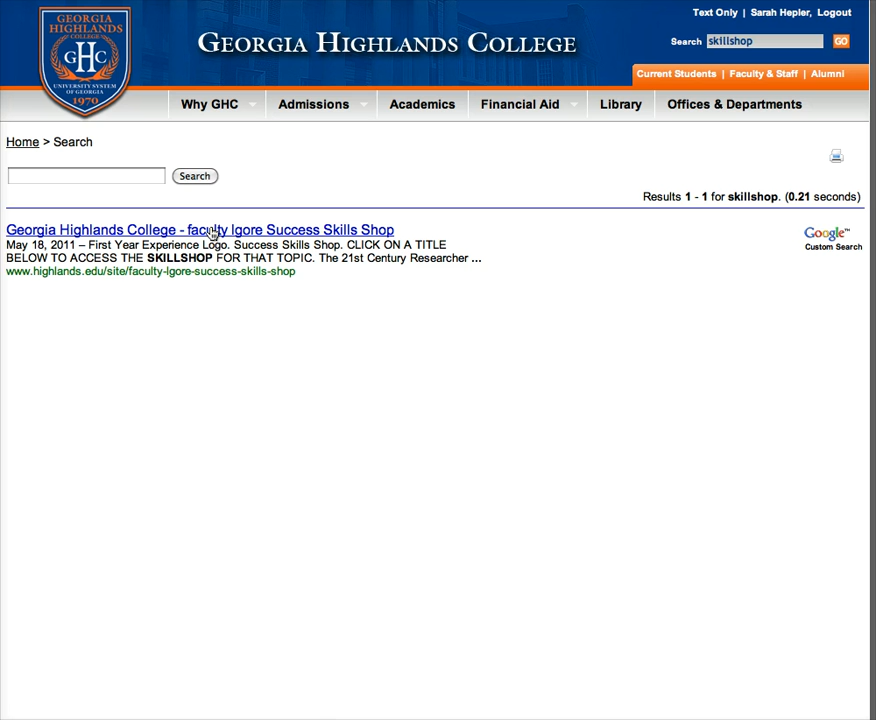 GEORGIA
HIGHLANDS
COLLEGE
GHC
UNIVERSITY SYSTEM
OF GEORGIA
1970
GEORGIA HIGHLANDS COLLEGE
Text Only | Sarah Hepler, Logout
Search skillshop GO
Current Students | Faculty & Staff | Alumni
Why GHC Admissions Academics Financial Aid Library Offices & Departments
Home > Search
Search
Results 1 - 1 for skillshop. (0.21 seconds)
Georgia Highlands College - faculty lgore Success Skills Shop
May 18, 2011 – First Year Experience Logo. Success Skills Shop. CLICK ON A TITLE
BELOW TO ACCESS THE SKILLSHOP FOR THAT TOPIC. The 21st Century Researcher ...
www.highlands.edu/site/faculty-lgore-success-skills-shop
Google™
Custom Search